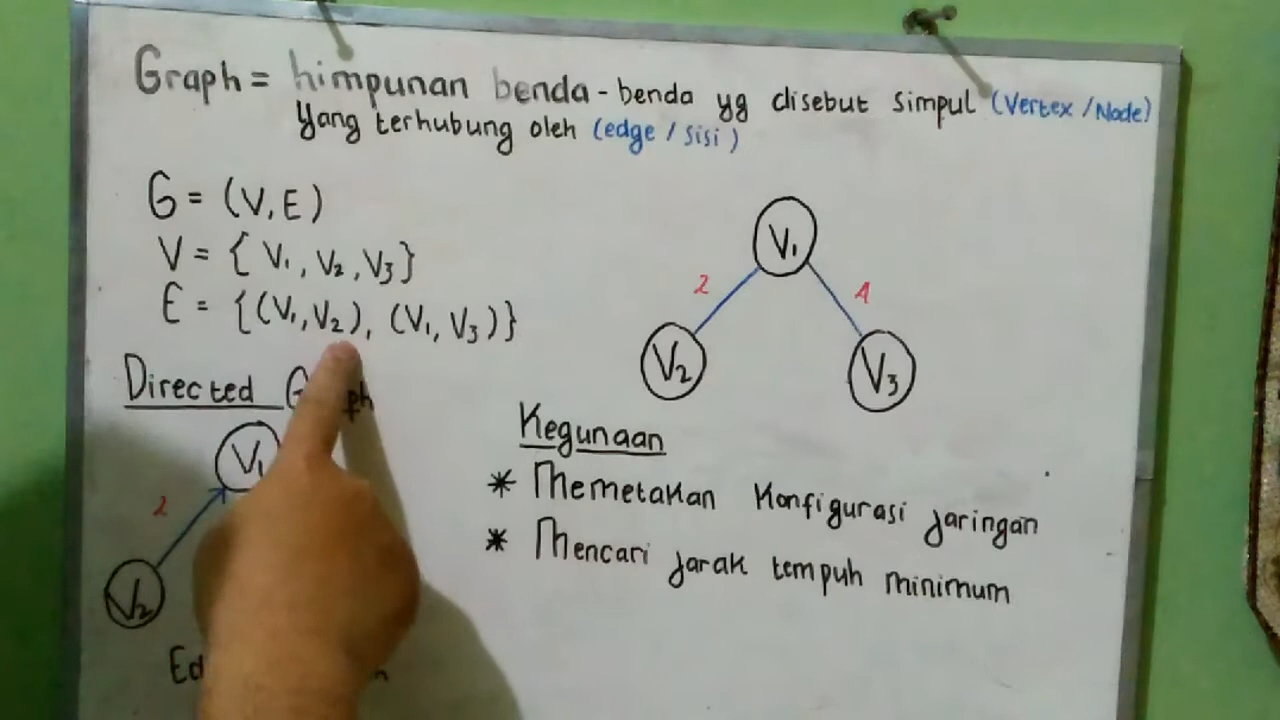 Graph = himpunan benda-benda yg disebut simpul (Vertex / Node)
Yang terhubung oleh (edge / sisi)
G = (V, E)
V = { V₁, V₂, V₃ }
E = {(V₁, V₂), (V₁, V₃)}
V₁
2
4
V₂
V₃
Directed
V₁
2
V₂
Kegunaan
* Memetakan Konfigurasi jaringan
* Mencari jarak tempuh minimum